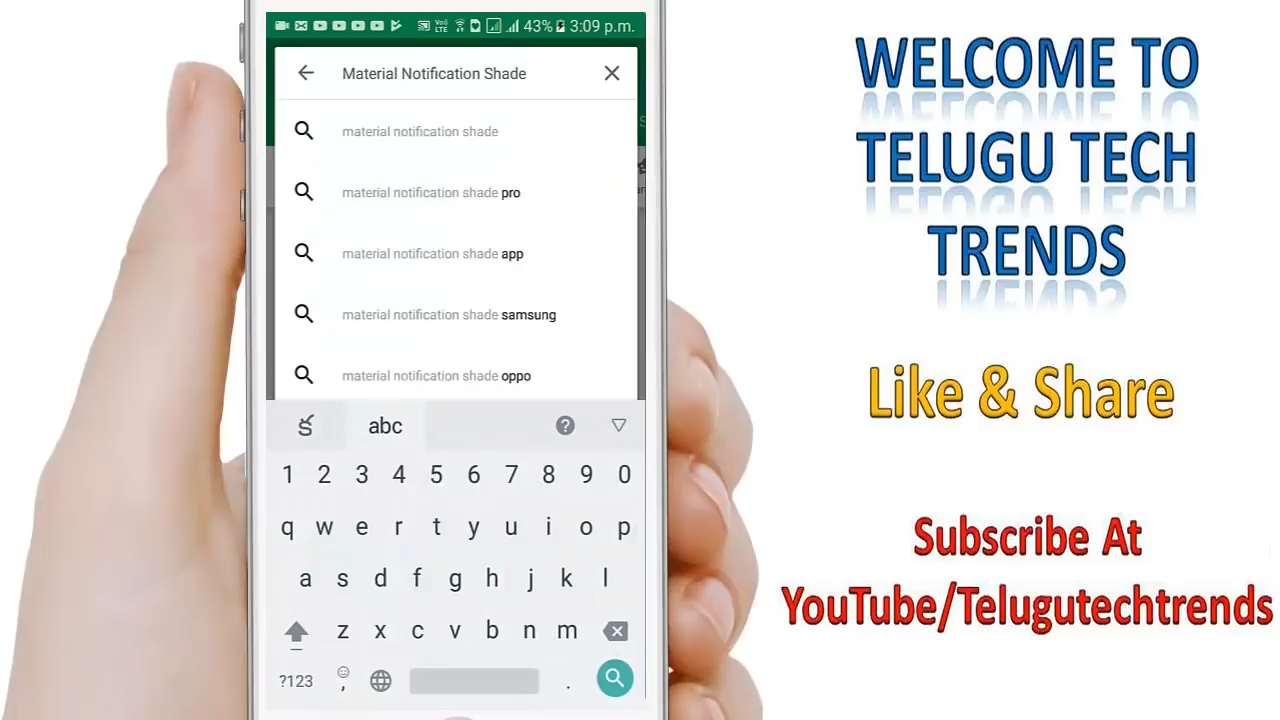 VoI) LTE 43% 3:09 p.m.
Material Notification Shade
material notification shade
material notification shade pro
material notification shade app
material notification shade samsung
material notification shade oppo
క abc
1 2 3 4 5 6 7 8 9 0
q w e r t y u i o p
a s d f g h j k l
z x c v b n m
?123 , .
WELCOME TO
TELUGU TECH
TRENDS
Like & Share
Subscribe At
YouTube/Telugutechtrends